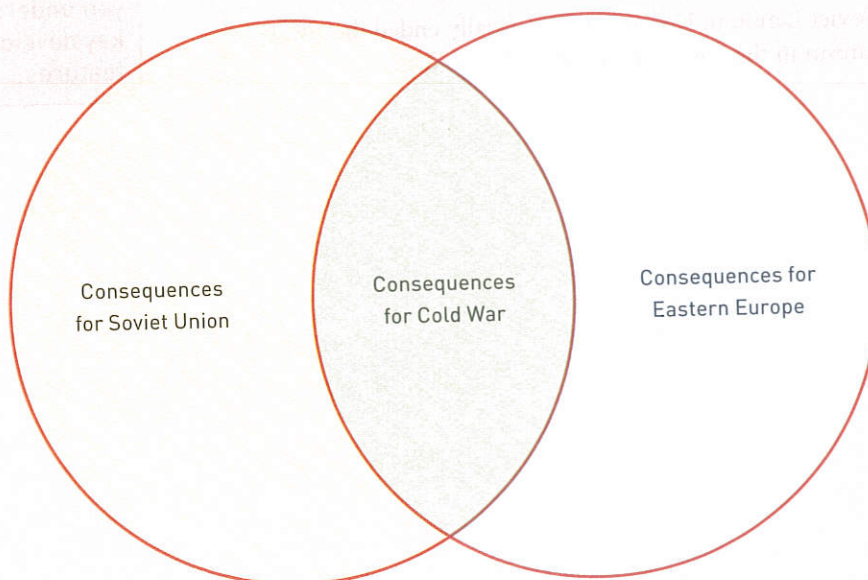 Consequences
for Soviet Union
Consequences
for Cold War
Consequences for
Eastern Europe